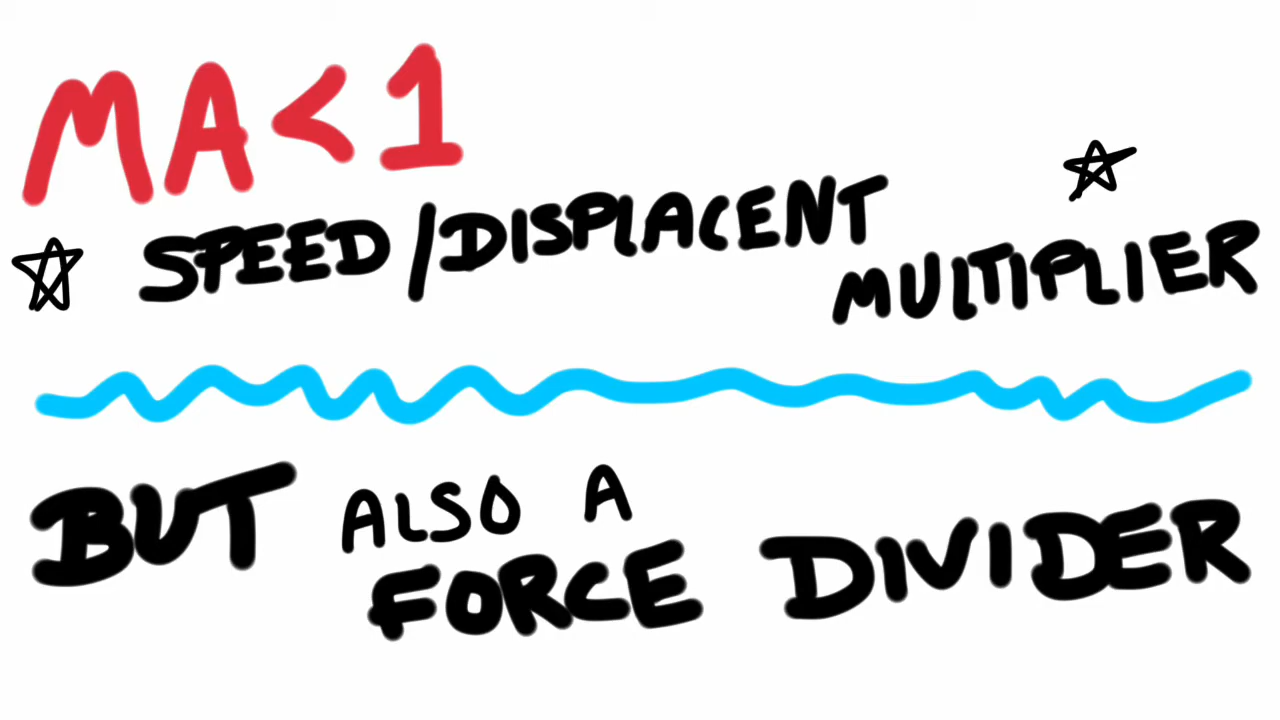 MA<1
SPEED/DISPLACENT
MULTIPLIER
BUT ALSO A
FORCE DIVIDER